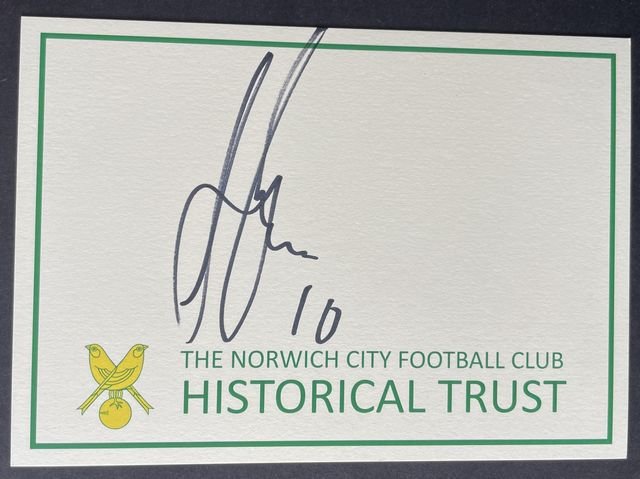 10
THE NORWICH CITY FOOTBALL CLUB
HISTORICAL TRUST